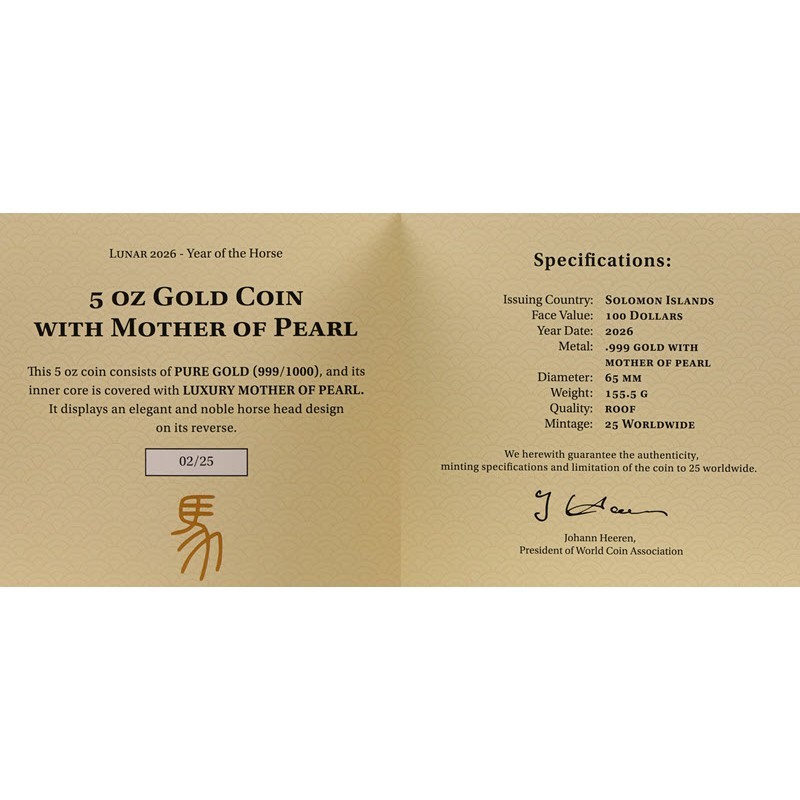 Lunar 2026 - Year of the Horse
5 oz Gold Coin
with Mother of Pearl
This 5 oz coin consists of PURE GOLD (999/1000), and its
inner core is covered with LUXURY MOTHER OF PEARL.
It displays an elegant and noble horse head design
on its reverse.
02/25
馬
Specifications:
Issuing Country: Solomon Islands
Face Value: 100 Dollars
Year Date: 2026
Metal: .999 gold with
mother of pearl
Diameter: 65 mm
Weight: 155.5 g
Quality: roof
Mintage: 25 Worldwide
We herewith guarantee the authenticity,
minting specifications and limitation of the coin to 25 worldwide.
Johann Heeren,
President of World Coin Association